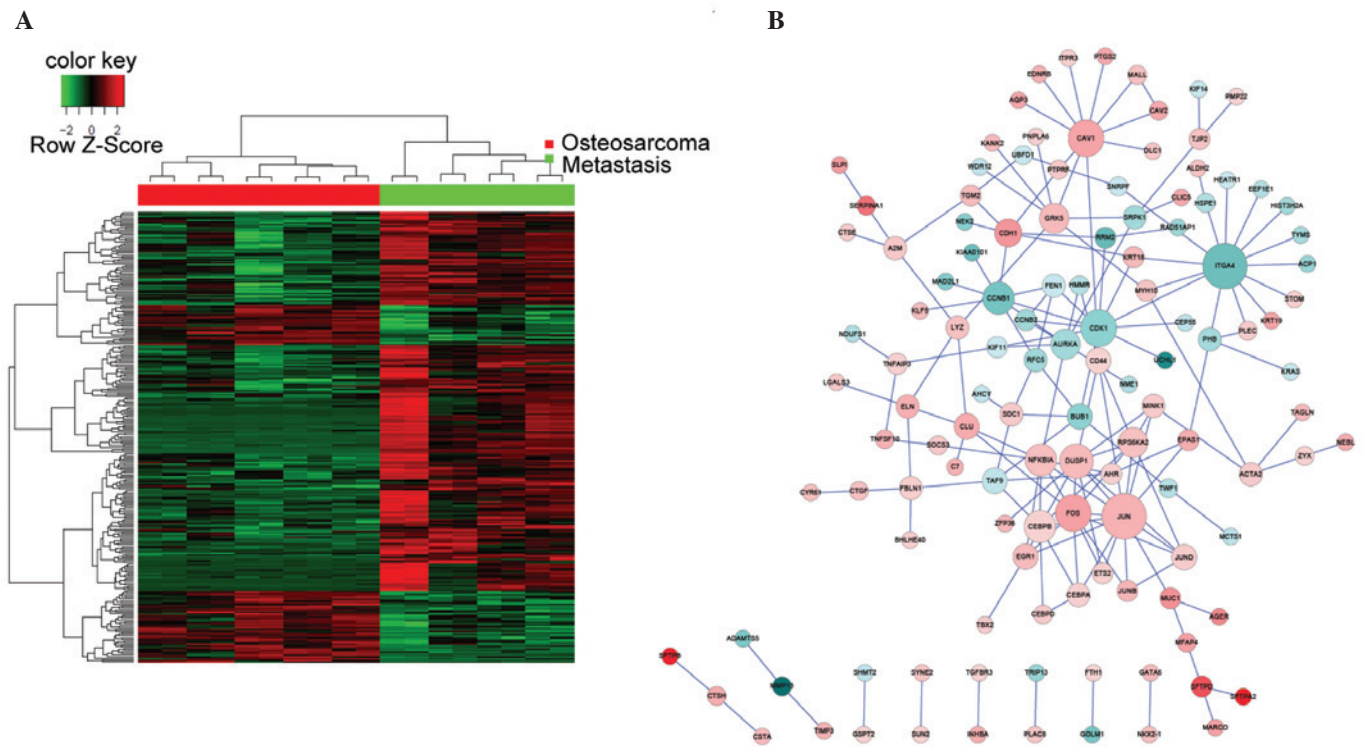 A
B
color key
−2 0 2
Row Z-Score
Osteosarcoma
Metastasis
ITPR3
PTGS2
EDNRB
MALL
KIF14
PMP22
AQP3
CAV2
CAV1
TJP2
DLC1
PNPLA6
KANK2
UBFD1
WDR12
PTPRF
ALDH2
HEATR1
SLPI
SNRPF
HSPE1
EEF1E1
TGM2
CLIC5
HIST3H2A
SERPINA1
GRK5
SRPK1
NEK2
RAD51AP1
TYMS
CTSE
CDH1
RRM2
A2M
KIAA0101
KRT18
ITGA4
ACP1
MAD2L1
FEN1
HMMR
MYH10
STOM
CCNB1
KLF5
LYZ
CCNB2
CDK1
CEP55
KRT19
PLEC
NDUFS1
PHB
KIF11
AURKA
TNFAIP3
RFC5
CD44
UCHL1
KRAS
LGALS3
NME1
AHCY
ELN
SDC1
BUB1
MINK1
TAGLN
CLU
TNFSF10
SOCS3
RPS6KA2
EPAS1
NEBL
ZYX
C7
NFKBIA
DUSP1
AHR
ACTA2
CYR61
CTGF
FBLN1
TAF9
TWF1
ZFP36
FOS
JUN
BHLHE40
CEBPB
MCTS1
EGR1
JUND
ETS2
CEBPA
JUNB
MUC1
TBX2
CEBPD
AGER
MFAP4
ADAMTS5
SFTPB
SHMT2
SYNE2
TGFBR3
TRIP13
FTH1
GATA6
SFTPD
SFTPA2
CTSH
TIMP3
CSTA
GSPT2
SUN2
INHBA
PLAC8
GOLM1
NKX2-1
MARCO